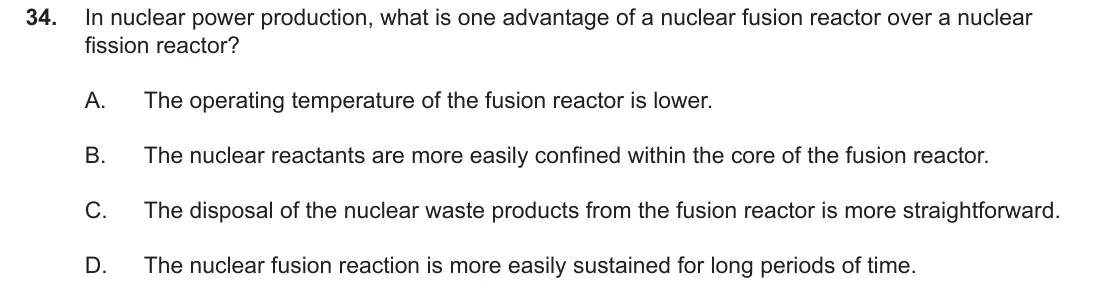 34. In nuclear power production, what is one advantage of a nuclear fusion reactor over a nuclear
fission reactor?
A. The operating temperature of the fusion reactor is lower.
B. The nuclear reactants are more easily confined within the core of the fusion reactor.
C. The disposal of the nuclear waste products from the fusion reactor is more straightforward.
D. The nuclear fusion reaction is more easily sustained for long periods of time.